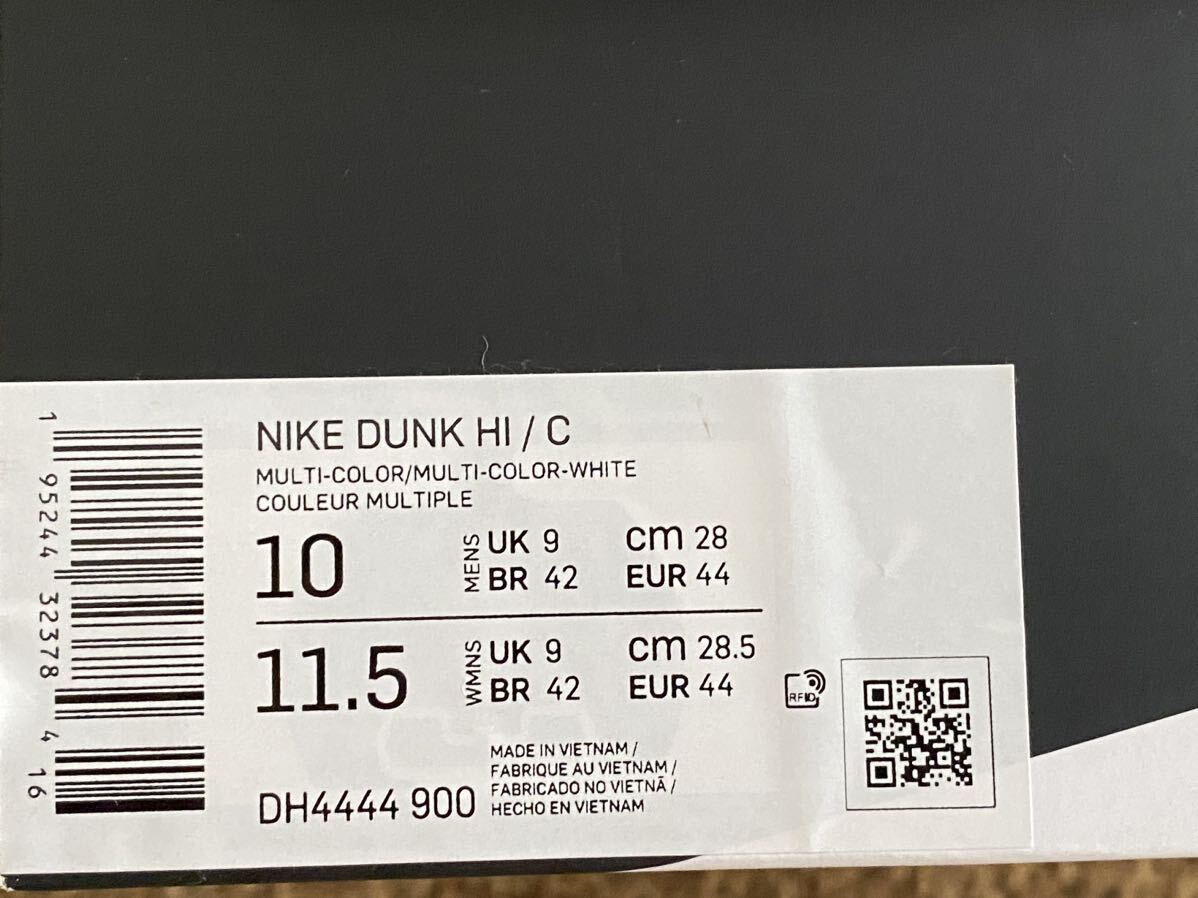 NIKE DUNK HI / C
MULTI-COLOR/MULTI-COLOR-WHITE
COULEUR MULTIPLE
10
MENS
UK 9
cm 28
BR 42
EUR 44
11.5
WMNS
UK 9
cm 28.5
BR 42
EUR 44
RFID
MADE IN VIETNAM /
FABRIQUE AU VIETNAM /
FABRICADO NO VIETNÃ /
HECHO EN VIETNAM
DH4444 900
1 95244 32378 4 16